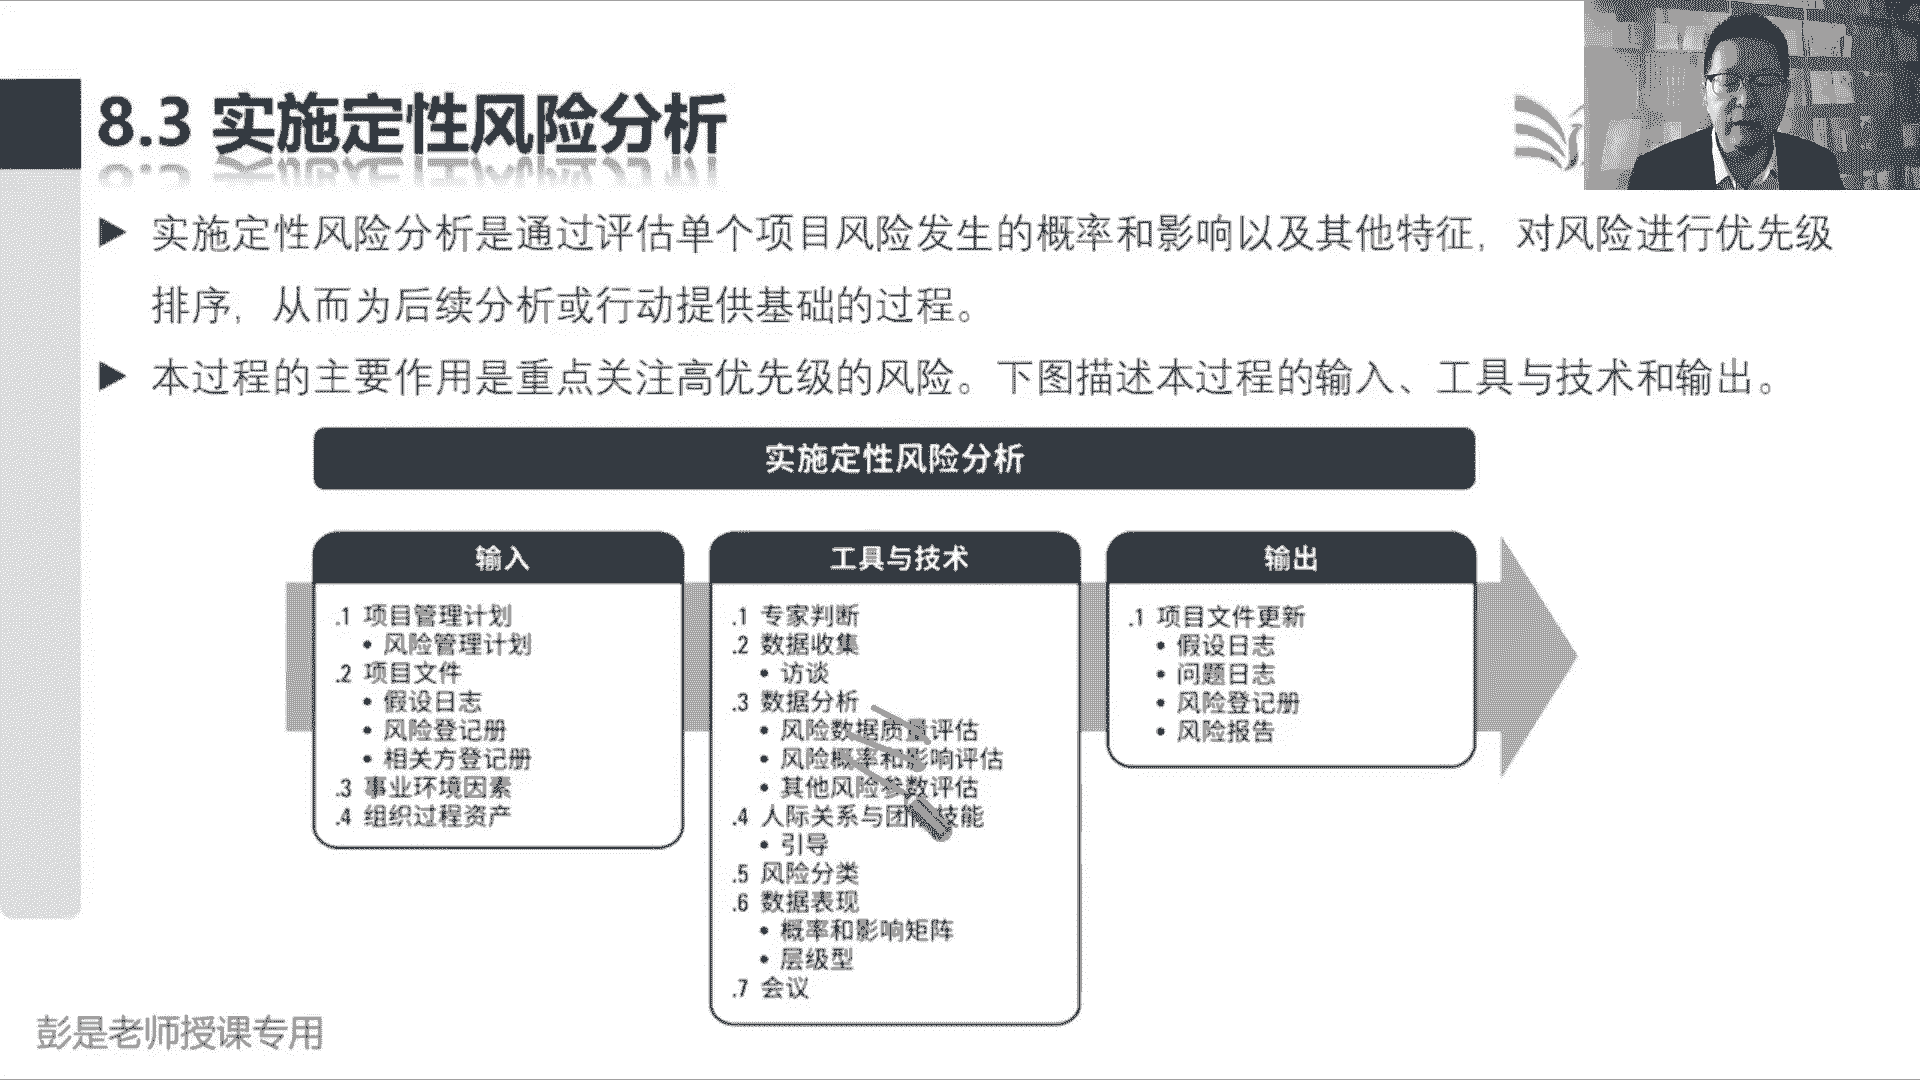 8.3 实施定性风险分析
实施定性风险分析是通过评估单个项目风险发生的概率和影响以及其他特征，对风险进行优先级
排序，从而为后续分析或行动提供基础的过程。
本过程的主要作用是重点关注高优先级的风险。下图描述本过程的输入、工具与技术和输出。
实施定性风险分析
输入
.1 项目管理计划
• 风险管理计划
.2 项目文件
• 假设日志
• 风险登记册
• 相关方登记册
.3 事业环境因素
.4 组织过程资产
工具与技术
.1 专家判断
.2 数据收集
• 访谈
.3 数据分析
• 风险数据质量评估
• 风险概率和影响评估
• 其他风险参数评估
.4 人际关系与团队技能
• 引导
.5 风险分类
.6 数据表现
• 概率和影响矩阵
• 层级型
.7 会议
输出
.1 项目文件更新
• 假设日志
• 问题日志
• 风险登记册
• 风险报告
彭是老师授课专用